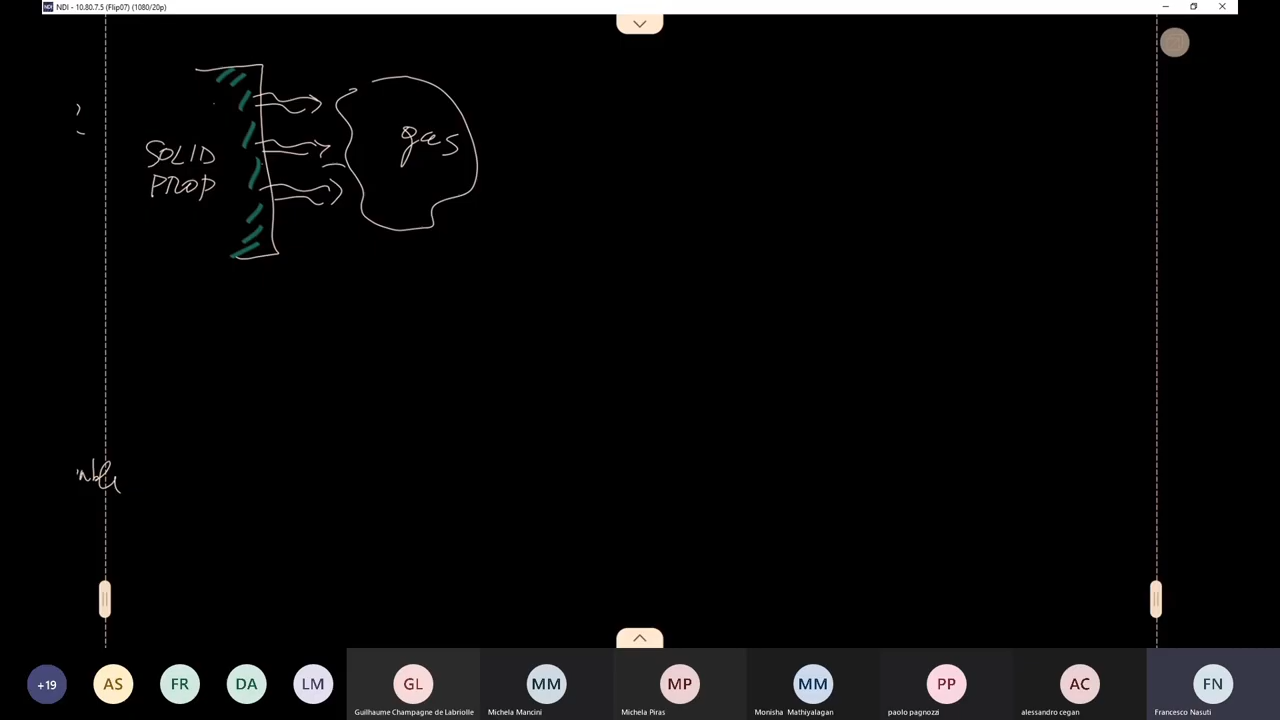 NDI - 10.80.7.5 (Flip07) (1080/20p)
SOLID
PROP
gas
+19
AS
FR
DA
LM
GL
MM
MP
MM
PP
AC
FN
Guilhaume Champagne de Labriolle
Michela Mancini
Michela Piras
Monisha Mathiyalagan
paolo pagnozzi
alessandro cegan
Francesco Nasuti